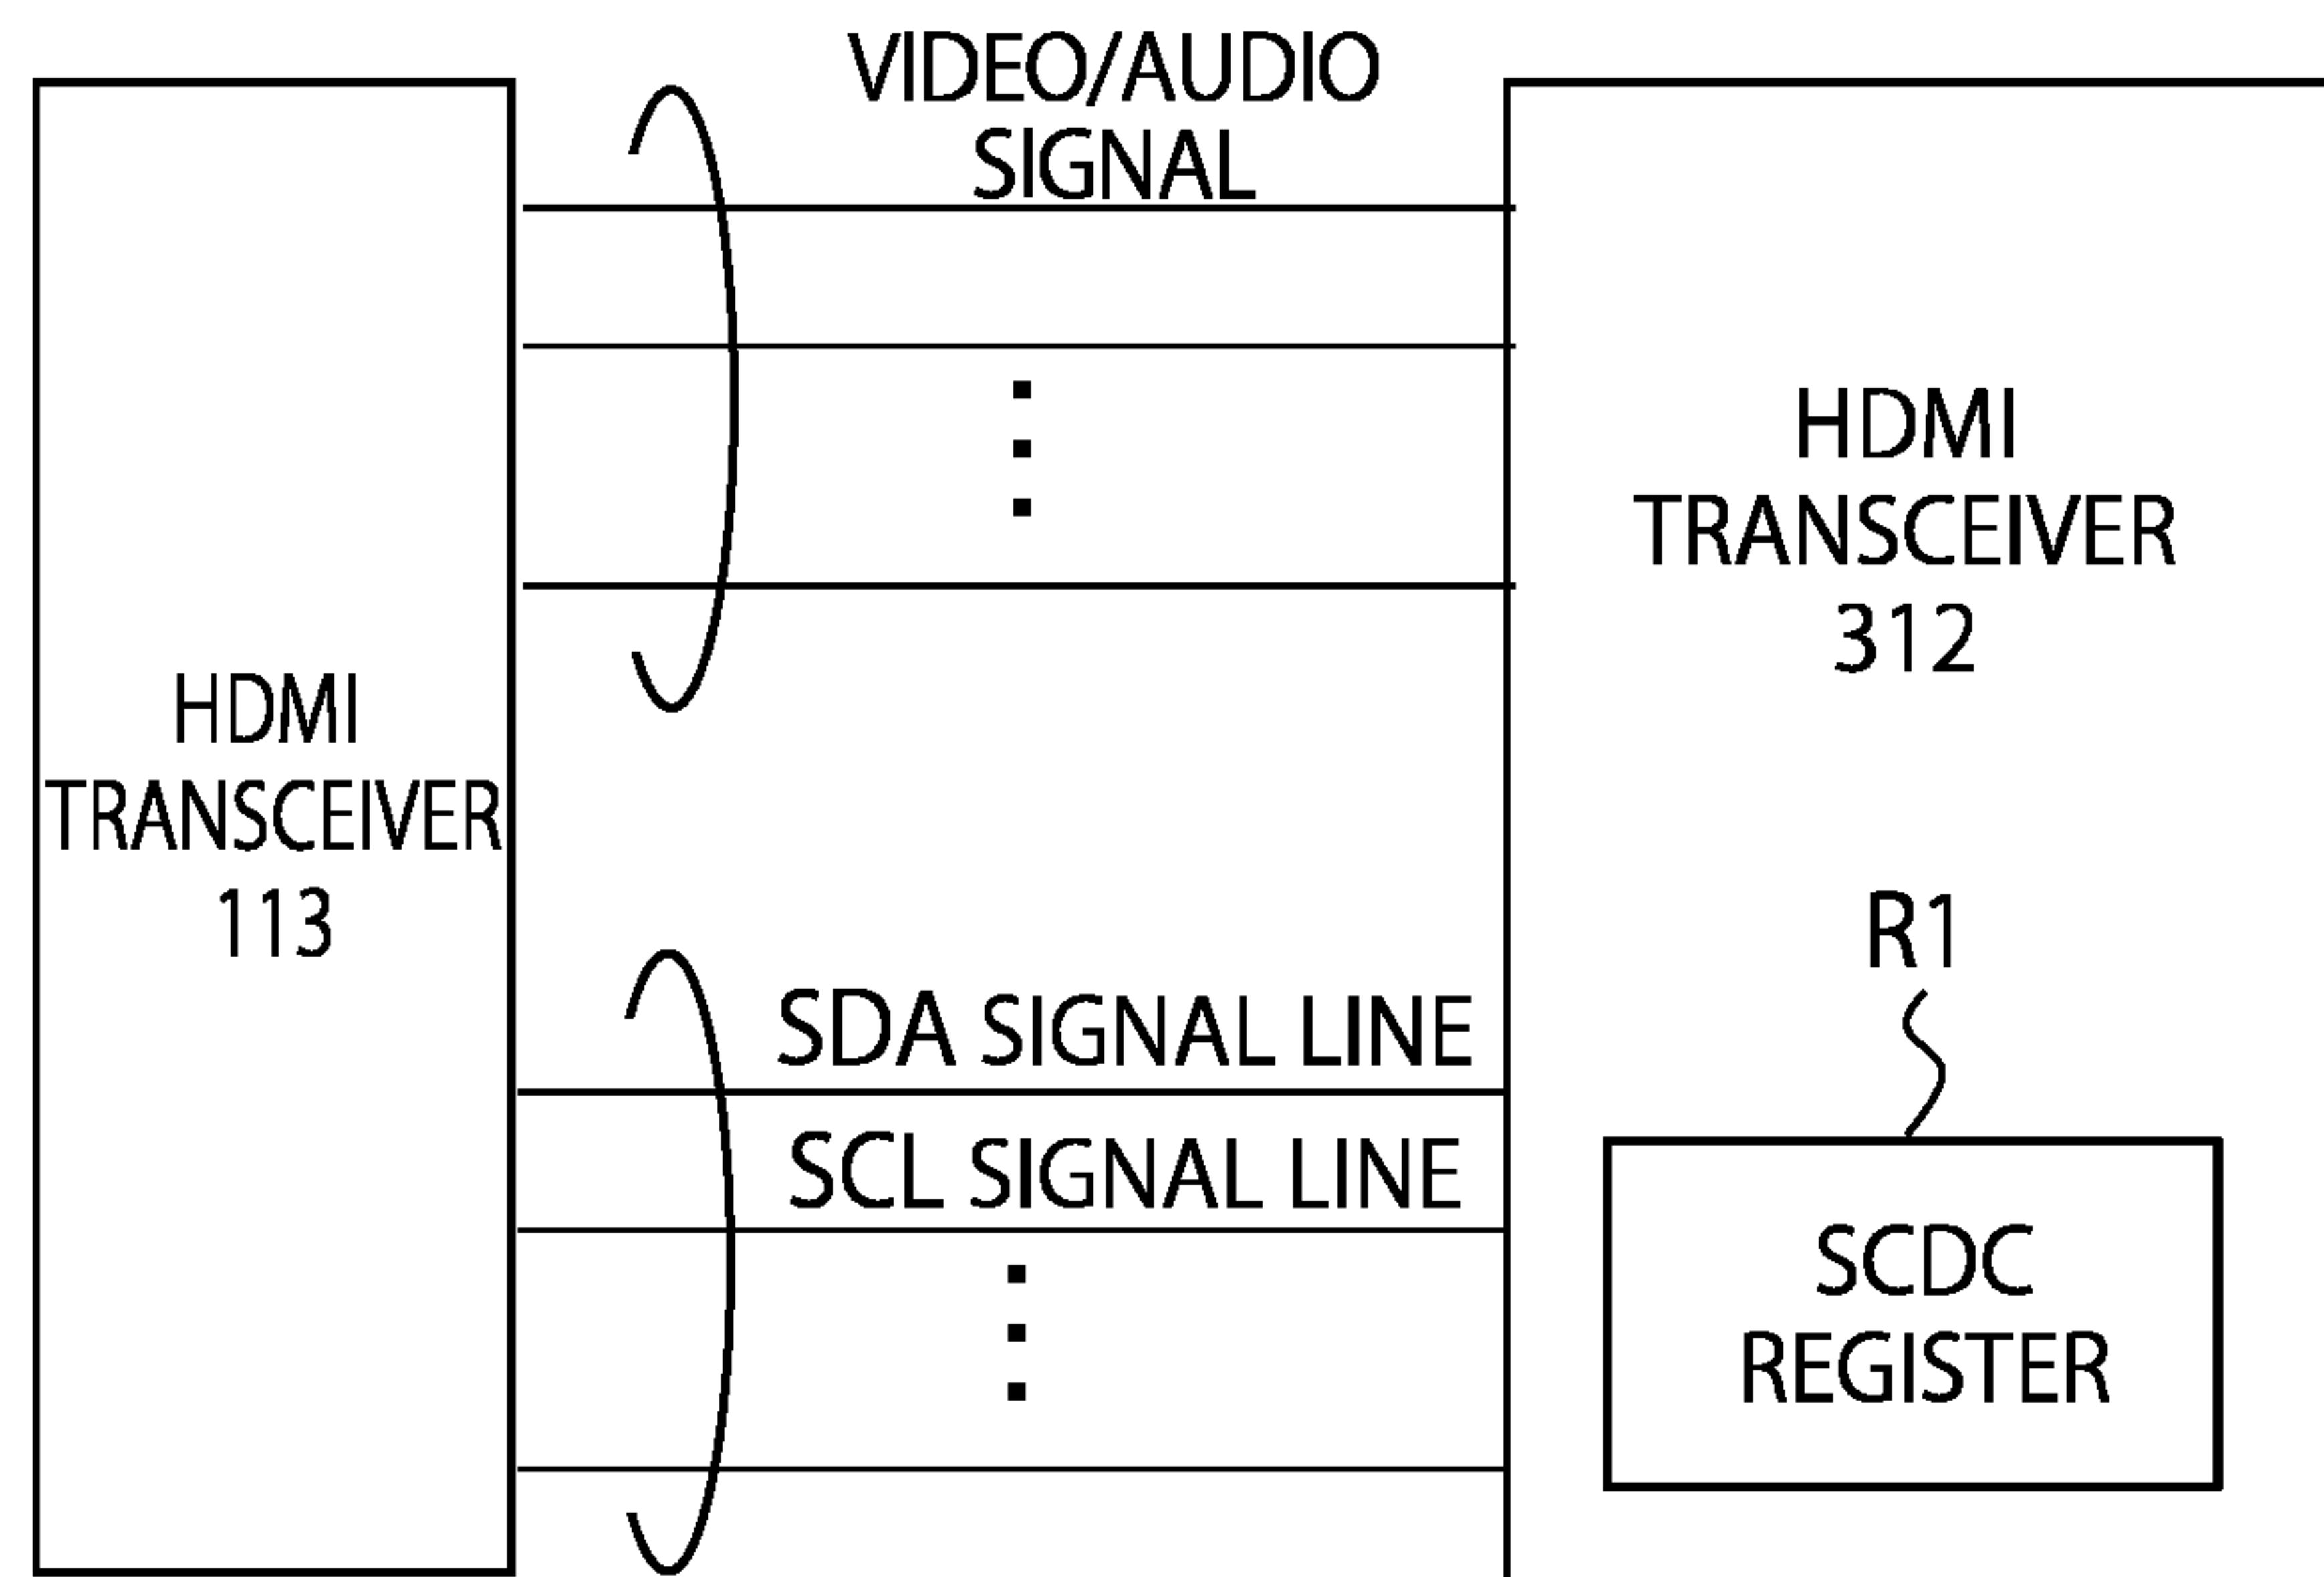 VIDEO/AUDIO
SIGNAL
HDMI
TRANSCEIVER
312
HDMI
TRANSCEIVER
113
R1
SDA SIGNAL LINE
SCL SIGNAL LINE
SCDC
REGISTER